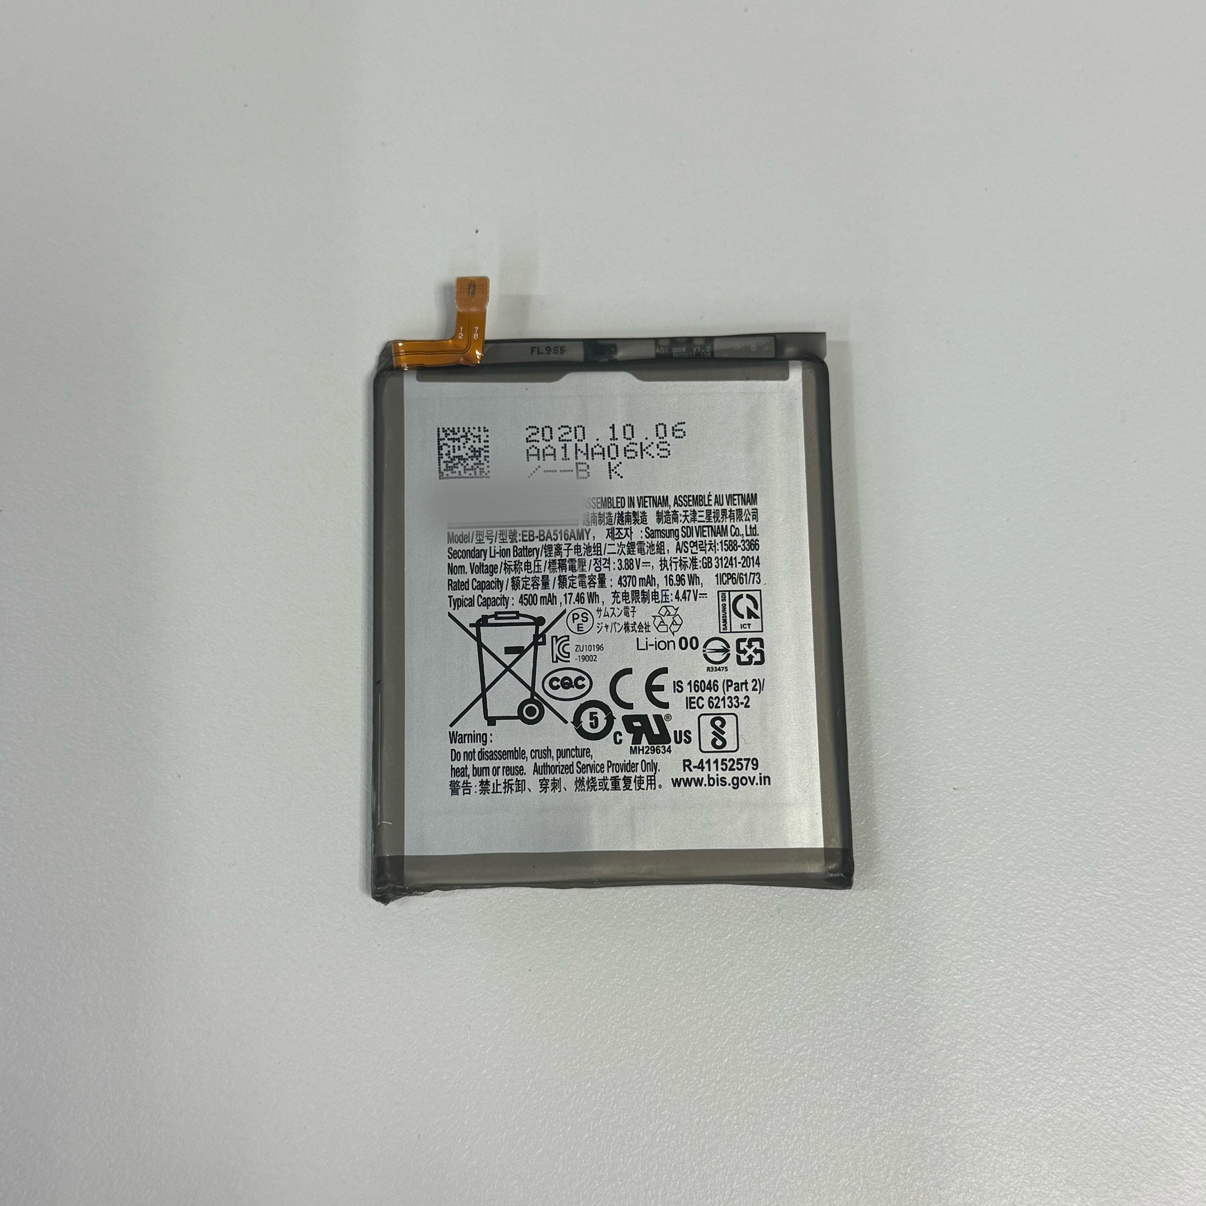 FL955
2020.10.06
AA1NA06KS
/--B K
ASSEMBLED IN VIETNAM, ASSEMBLÉ AU VIETNAM
越南制造/越南製造 制造商:天津三星视界有限公司
Model/型号/型號:EB-BA516AMY, 제조자 : Samsung SDI VIETNAM Co., Ltd.
Secondary Li-ion Battery/锂离子电池组/二次鋰電池組, A/S연락처:1588-3366
Nom. Voltage/标称电压/標稱電壓/정격: 3.88V⎓, 执行标准:GB 31241-2014
Rated Capacity / 额定容量 / 額定電容量 : 4370 mAh, 16.96 Wh, 1ICP6/61/73
Typical Capacity : 4500 mAh, 17.46 Wh, 充电限制电压: 4.47V⎓
PS
E
サムスン電子
ジャパン株式会社
SAMSUNG SDI
ICT
ZU10196
-19002
Li-ion 00
R33475
CQC
CE
IS 16046 (Part 2)/
IEC 62133-2
5
c RU® US
MH29634
R-41152579
www.bis.gov.in
Warning :
Do not disassemble, crush, puncture,
heat, burn or reuse. Authorized Service Provider Only.
警告:禁止拆卸、穿刺、燃烧或重复使用。